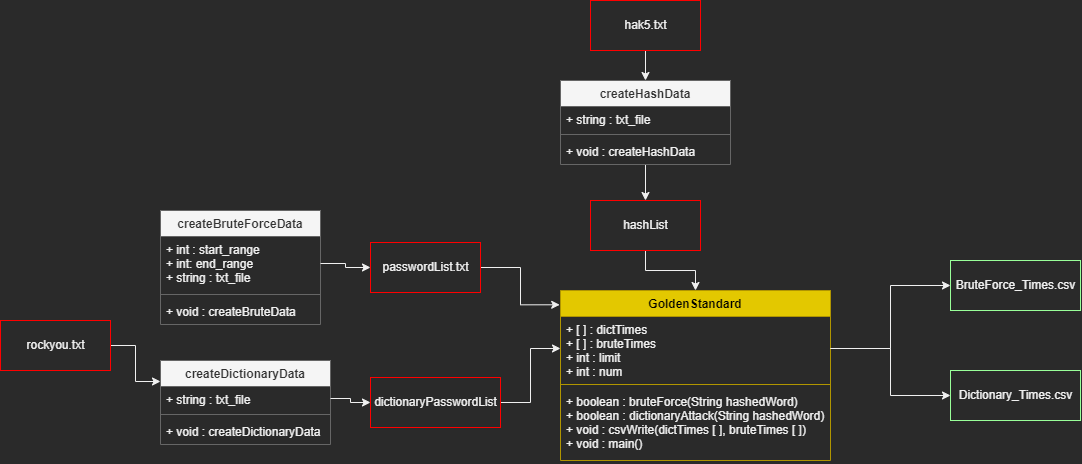 hak5.txt
createHashData
+ string : txt_file
+ void : createHashData
hashList
createBruteForceData
+ int : start_range
+ int: end_range
+ string : txt_file
+ void : createBruteData
passwordList.txt
rockyou.txt
createDictionaryData
+ string : txt_file
+ void : createDictionaryData
dictionaryPasswordList
GoldenStandard
+ [ ] : dictTimes
+ [ ] : bruteTimes
+ int : limit
+ int : num
+ boolean : bruteForce(String hashedWord)
+ boolean : dictionaryAttack(String hashedWord)
+ void : csvWrite(dictTimes [ ], bruteTimes [ ])
+ void : main()
BruteForce_Times.csv
Dictionary_Times.csv